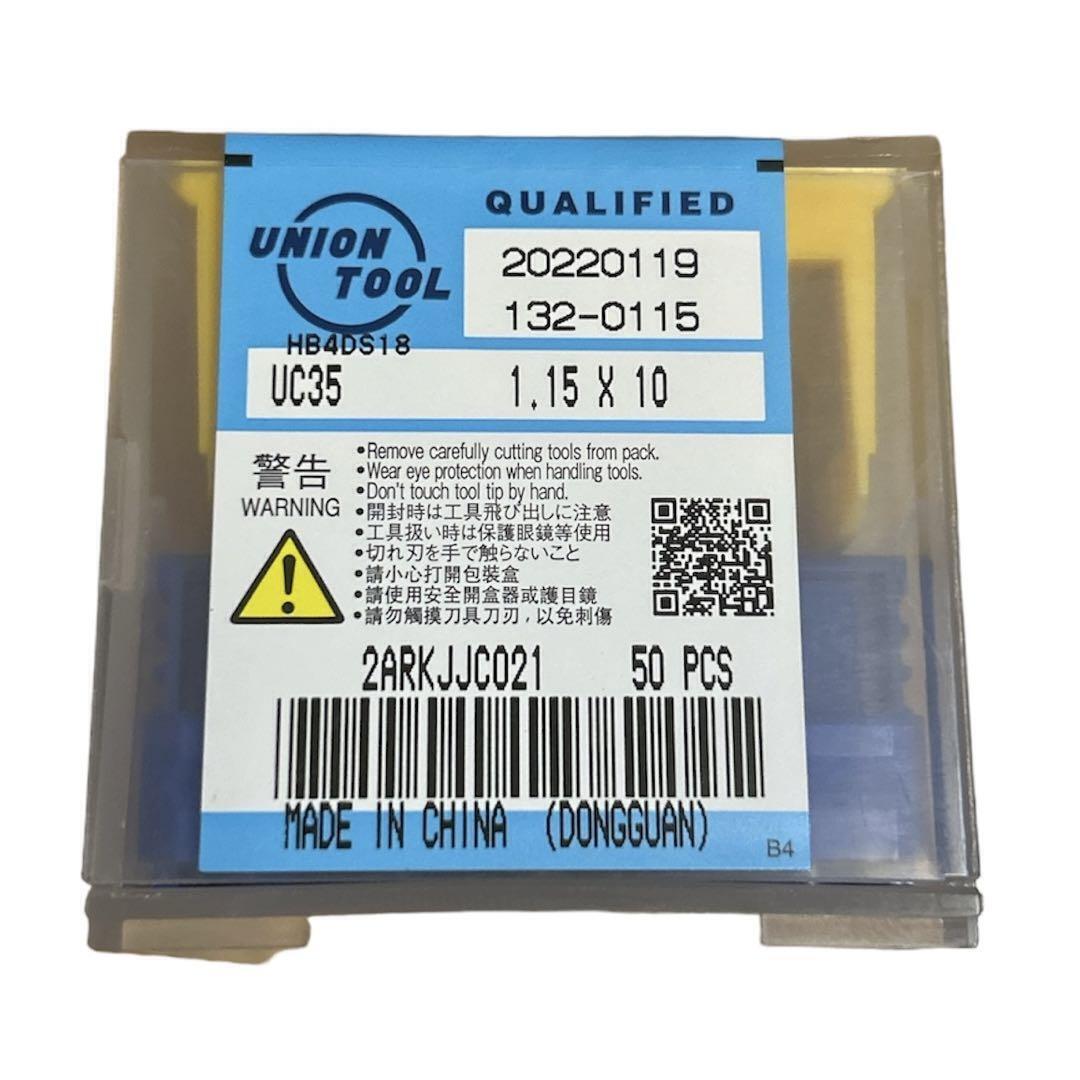 UNION TOOL
QUALIFIED
20220119
132-0115
HB4DS18
UC35 1.15 X 10
警告
WARNING
•Remove carefully cutting tools from pack.
•Wear eye protection when handling tools.
•Don't touch tool tip by hand.
•開封時は工具飛び出しに注意
•工具扱い時は保護眼鏡等使用
•切れ刃を手で触らないこと
•請小心打開包裝盒
•請使用安全開盒器或護目鏡
•請勿觸摸刀具刀刃，以免刺傷
2ARKJJC021 50 PCS
MADE IN CHINA (DONGGUAN)
B4